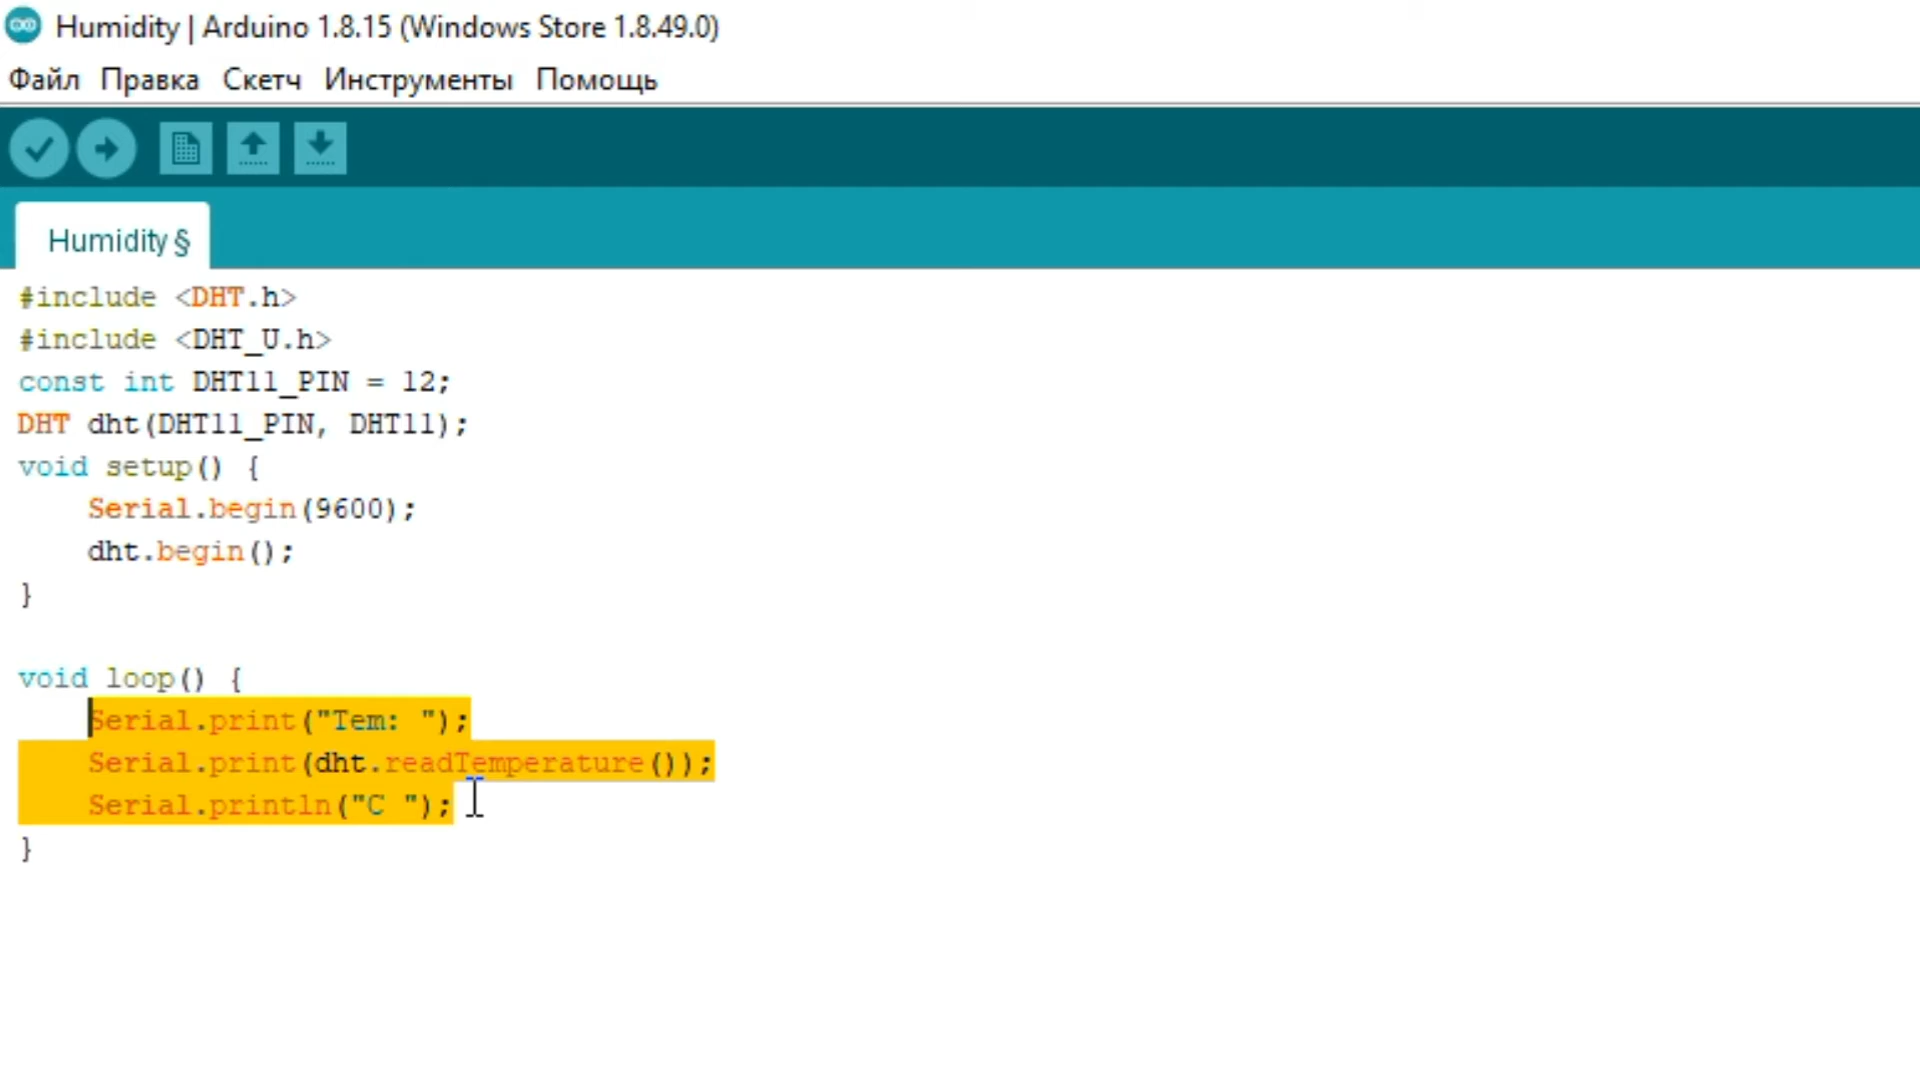 Humidity | Arduino 1.8.15 (Windows Store 1.8.49.0)
Файл Правка Скетч Инструменты Помощь
Humidity §
#include <DHT.h>
#include <DHT_U.h>
const int DHT11_PIN = 12;
DHT dht(DHT11_PIN, DHT11);
void setup() {
    Serial.begin(9600);
    dht.begin();
}
void loop() {
    Serial.print("Tem: ");
    Serial.print(dht.readTemperature());
    Serial.println("C ");
}